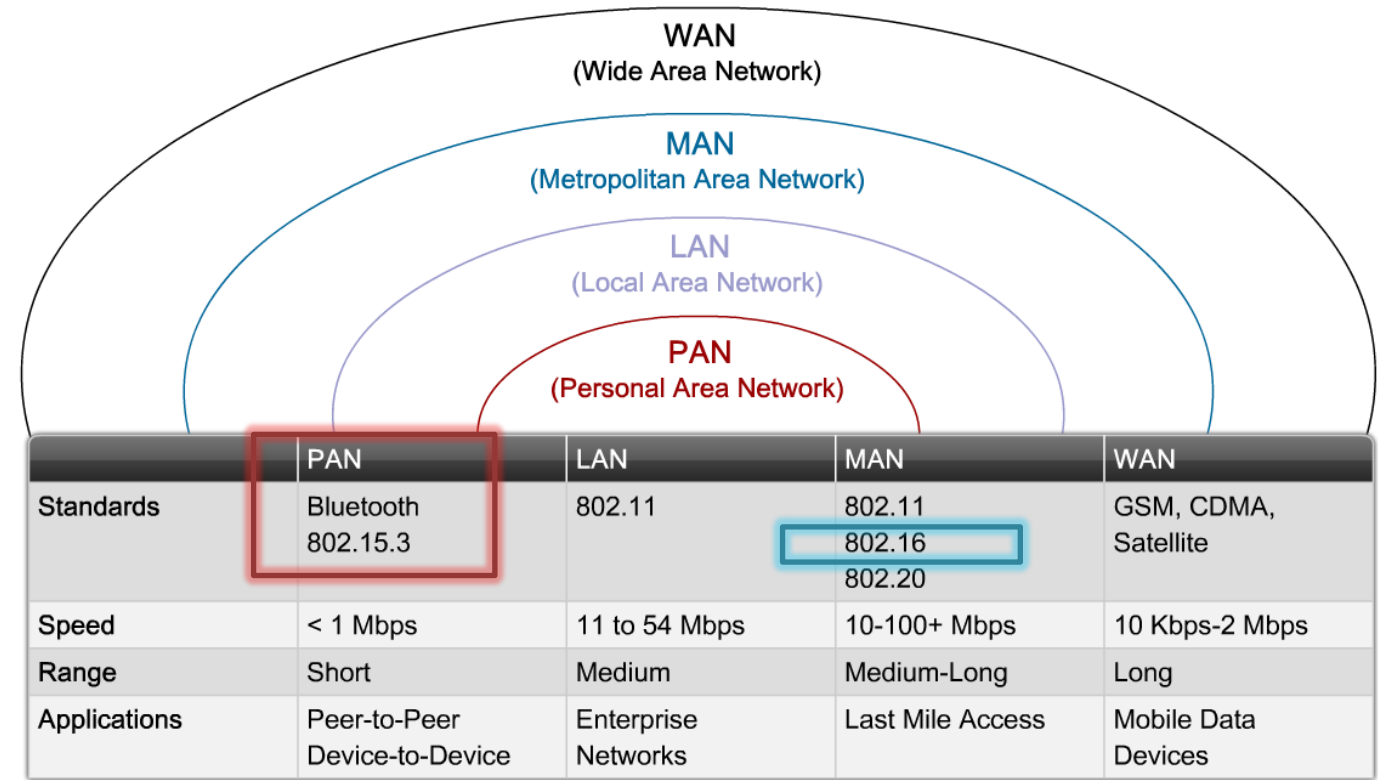 WAN
(Wide Area Network)
MAN
(Metropolitan Area Network)
LAN
(Local Area Network)
PAN
(Personal Area Network)
PAN LAN MAN WAN
Standards Bluetooth 802.11 802.11 GSM, CDMA,
802.15.3 802.16 Satellite
802.20
Speed < 1 Mbps 11 to 54 Mbps 10-100+ Mbps 10 Kbps-2 Mbps
Range Short Medium Medium-Long Long
Applications Peer-to-Peer Enterprise Last Mile Access Mobile Data
Device-to-Device Networks Devices